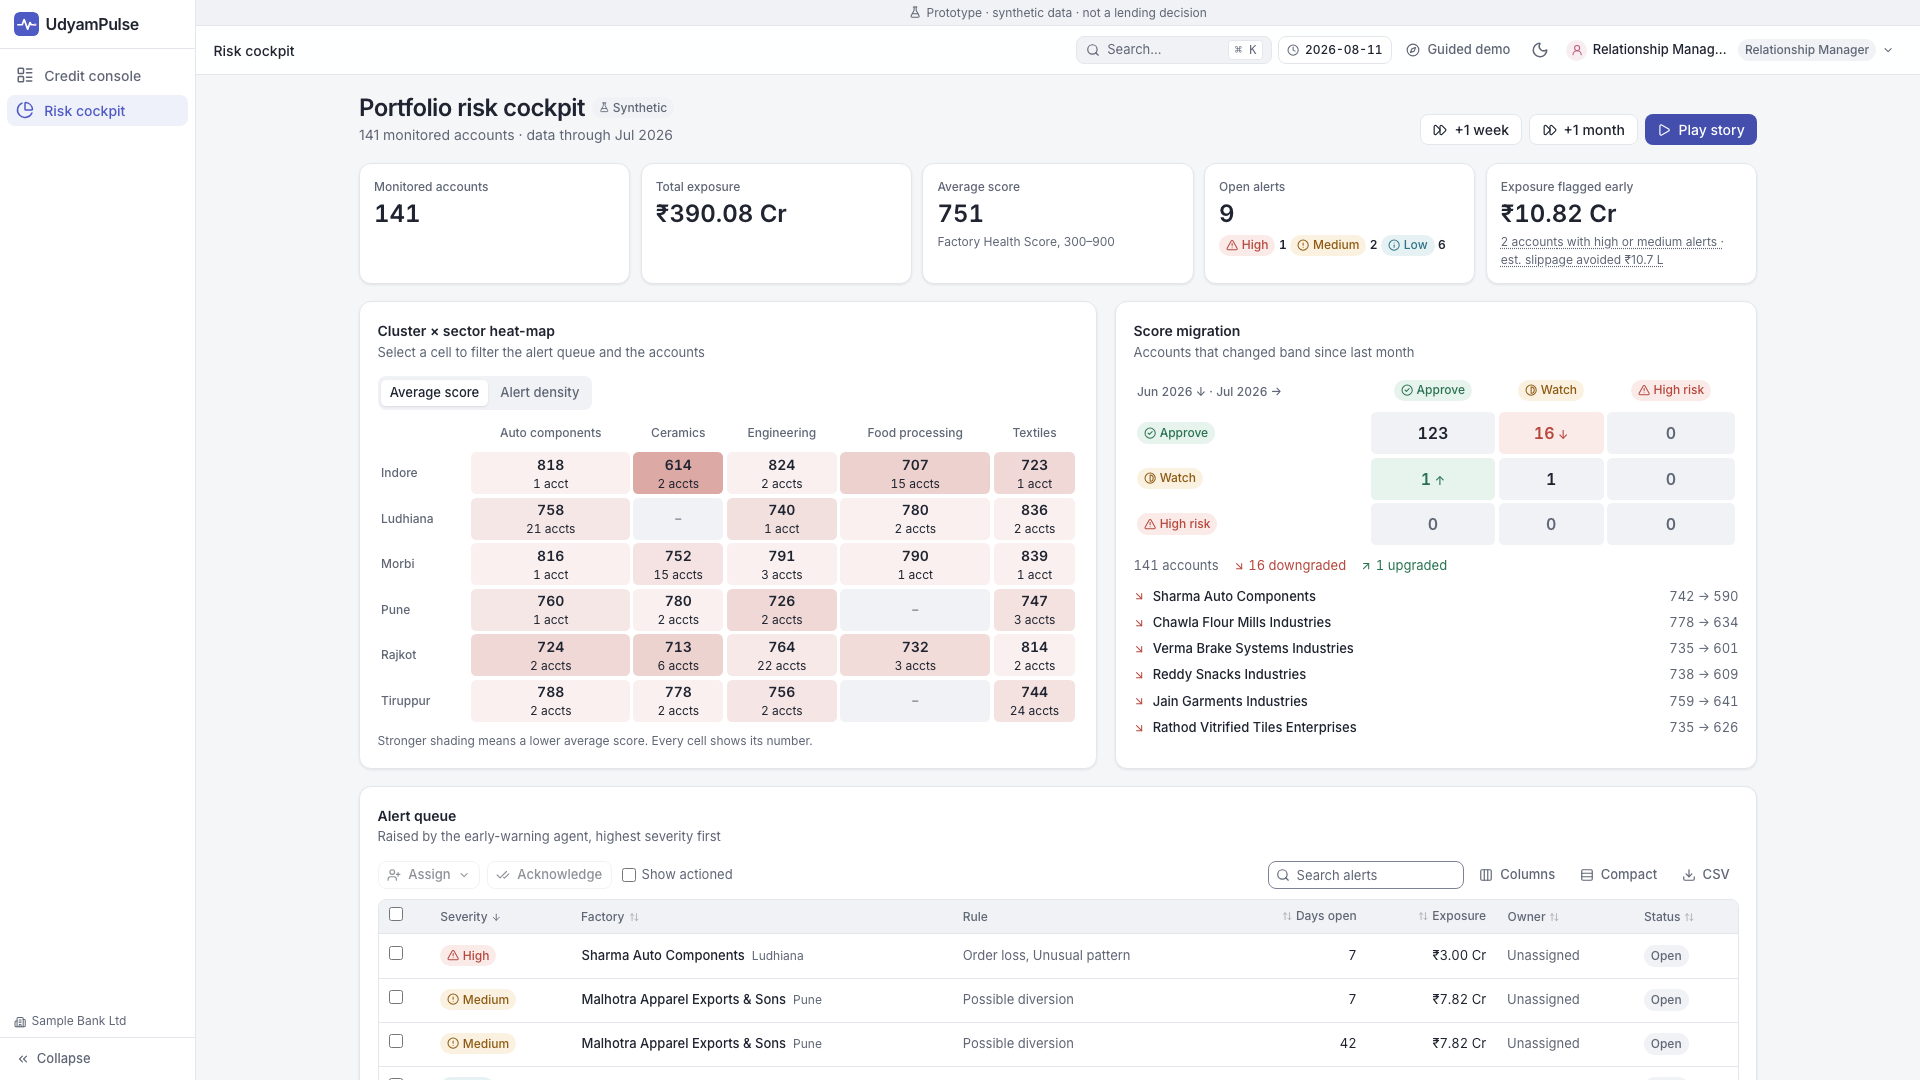 UdyamPulse
Credit console
Risk cockpit
Sample Bank Ltd
Collapse
Prototype · synthetic data · not a lending decision
Risk cockpit
Search... ⌘ K
2026-08-11
Guided demo
Relationship Manag... Relationship Manager
Portfolio risk cockpit Synthetic
141 monitored accounts · data through Jul 2026
+1 week +1 month Play story
Monitored accounts
141
Total exposure
₹390.08 Cr
Average score
751
Factory Health Score, 300–900
Open alerts
9
High 1 Medium 2 Low 6
Exposure flagged early
₹10.82 Cr
2 accounts with high or medium alerts ·
est. slippage avoided ₹10.7 L
Cluster × sector heat-map
Select a cell to filter the alert queue and the accounts
Average score Alert density
Auto components Ceramics Engineering Food processing Textiles
Indore 818 614 824 707 723
1 acct 2 accts 2 accts 15 accts 1 acct
Ludhiana 758 – 740 780 836
21 accts 1 acct 2 accts 2 accts
Morbi 816 752 791 790 839
1 acct 15 accts 3 accts 1 acct 1 acct
Pune 760 780 726 – 747
1 acct 2 accts 2 accts 3 accts
Rajkot 724 713 764 732 814
2 accts 6 accts 22 accts 3 accts 2 accts
Tiruppur 788 778 756 – 744
2 accts 2 accts 2 accts 24 accts
Stronger shading means a lower average score. Every cell shows its number.
Score migration
Accounts that changed band since last month
Jun 2026 ↓ · Jul 2026 → Approve Watch High risk
Approve 123 16 ↓ 0
Watch 1 ↑ 1 0
High risk 0 0 0
141 accounts ↘ 16 downgraded ↗ 1 upgraded
↘ Sharma Auto Components 742 → 590
↘ Chawla Flour Mills Industries 778 → 634
↘ Verma Brake Systems Industries 735 → 601
↘ Reddy Snacks Industries 738 → 609
↘ Jain Garments Industries 759 → 641
↘ Rathod Vitrified Tiles Enterprises 735 → 626
Alert queue
Raised by the early-warning agent, highest severity first
Assign Acknowledge Show actioned Search alerts Columns Compact CSV
Severity ↓ Factory ↑↓ Rule ↑↓ Days open ↑↓ Exposure Owner ↑↓ Status ↑↓
High Sharma Auto Components Ludhiana Order loss, Unusual pattern 7 ₹3.00 Cr Unassigned Open
Medium Malhotra Apparel Exports & Sons Pune Possible diversion 7 ₹7.82 Cr Unassigned Open
Medium Malhotra Apparel Exports & Sons Pune Possible diversion 42 ₹7.82 Cr Unassigned Open